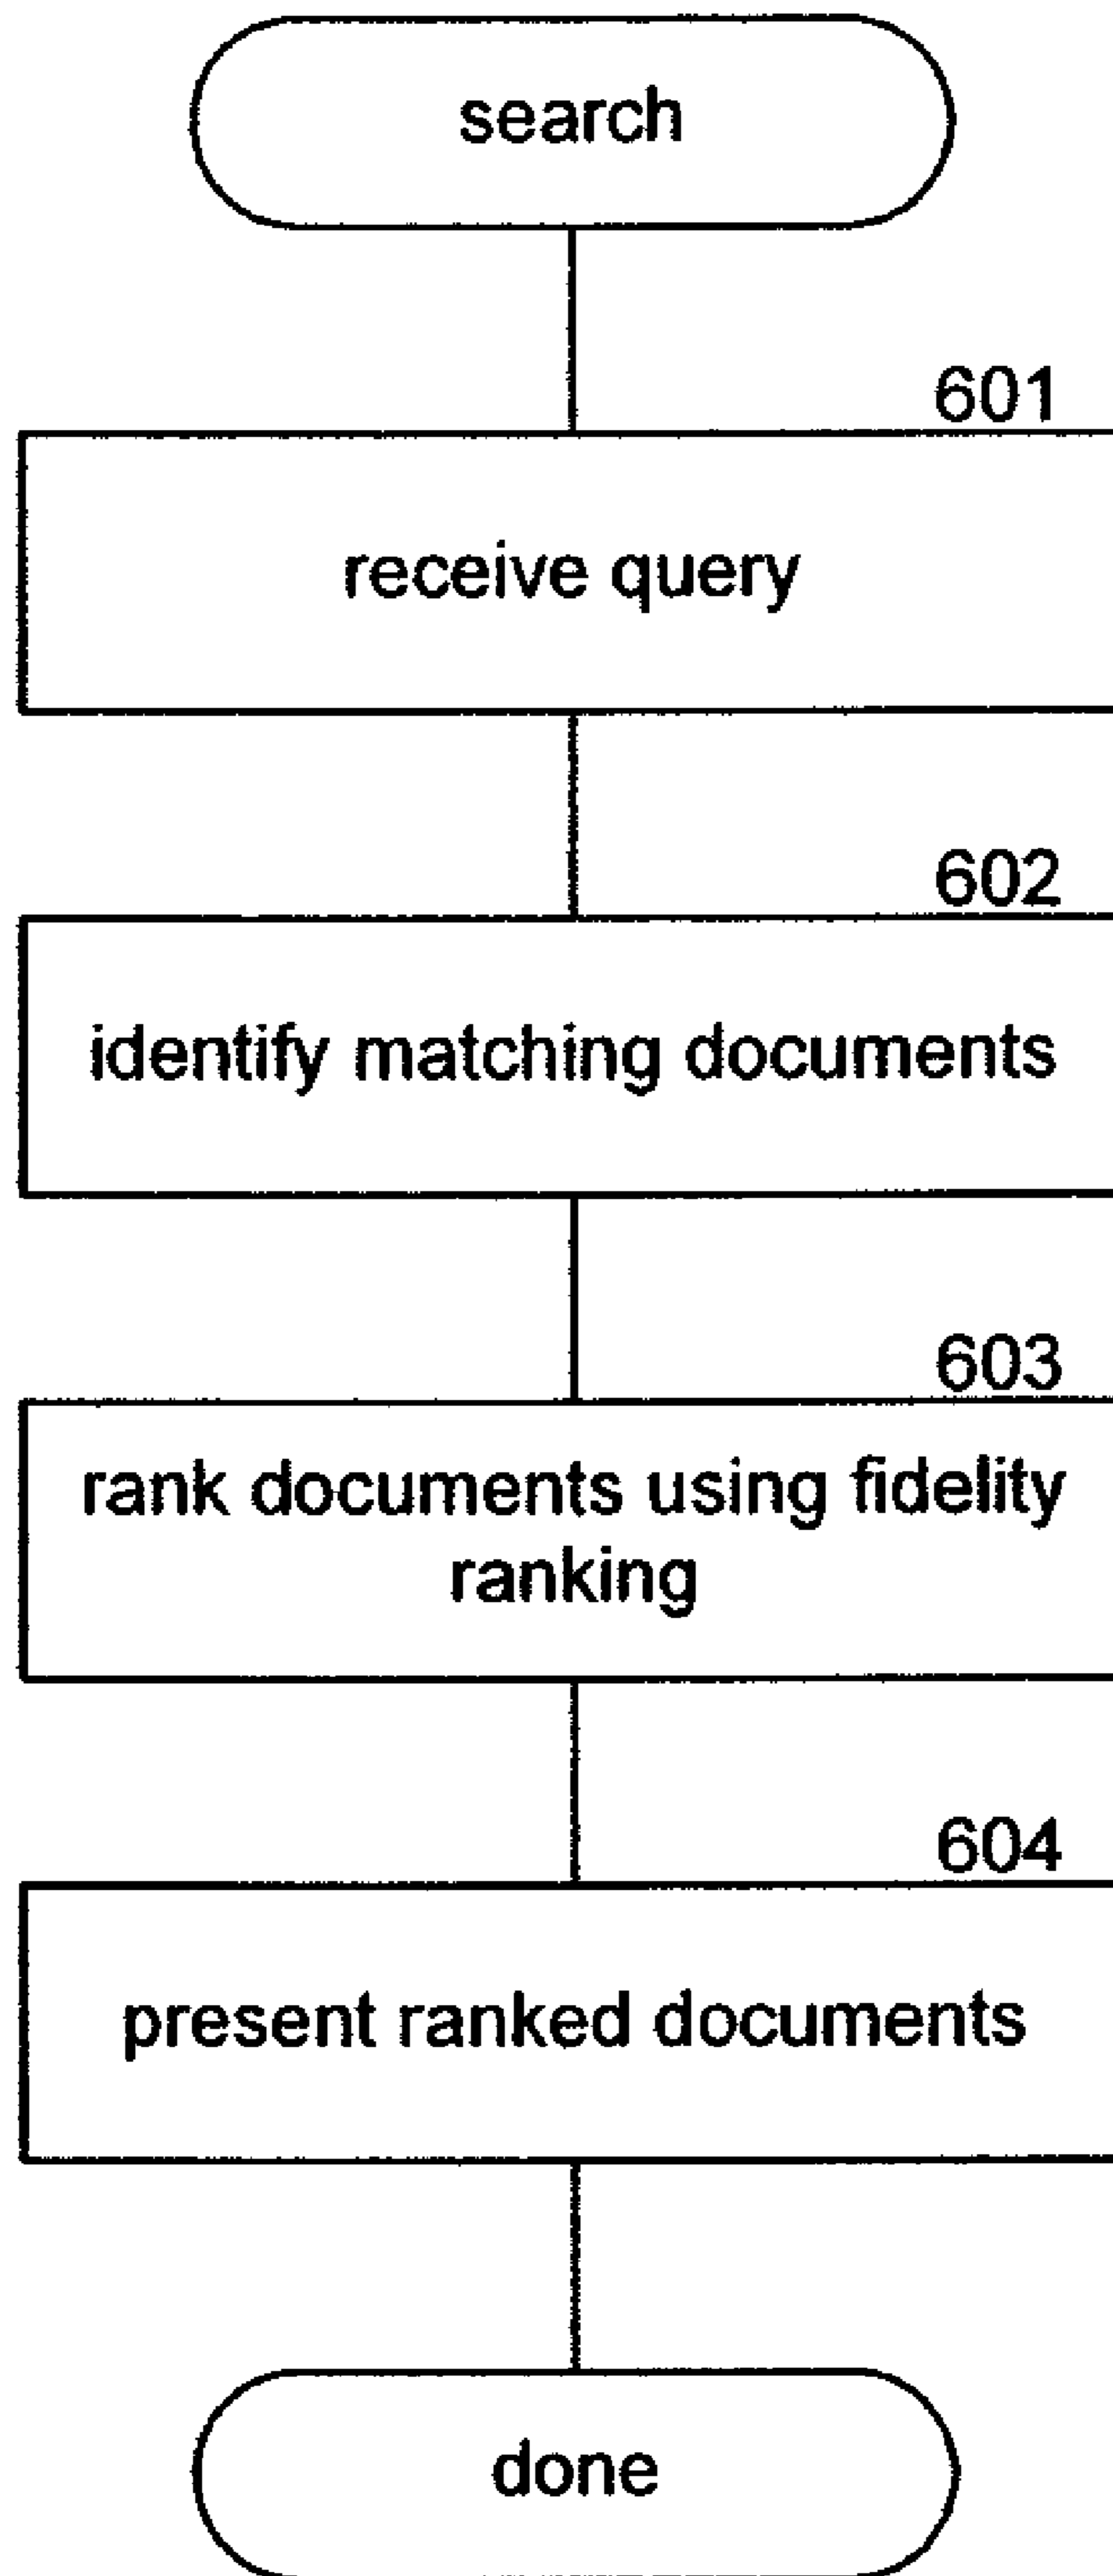 search
601
receive query
602
identify matching documents
603
rank documents using fidelity
ranking
604
present ranked documents
done